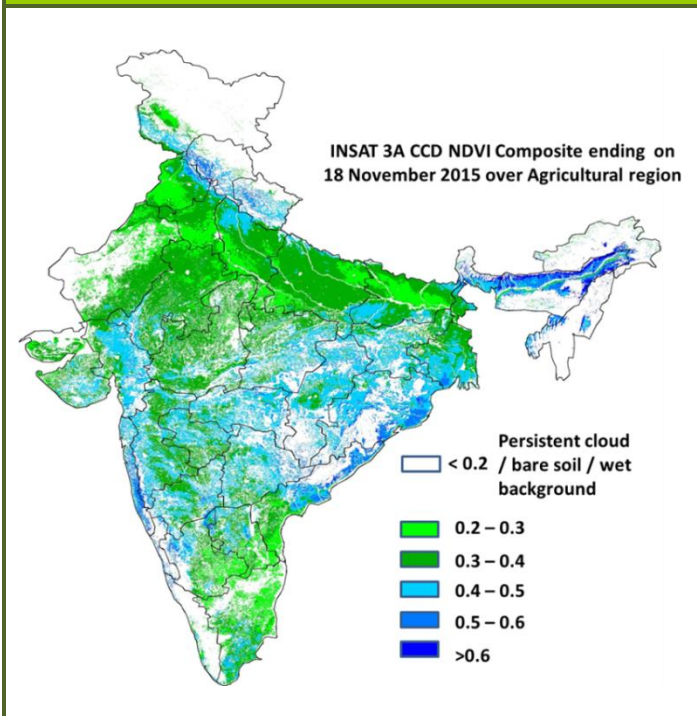 INSAT 3A CCD NDVI Composite ending on
18 November 2015 over Agricultural region
Persistent cloud
< 0.2 / bare soil / wet
background
0.2 – 0.3
0.3 – 0.4
0.4 – 0.5
0.5 – 0.6
>0.6